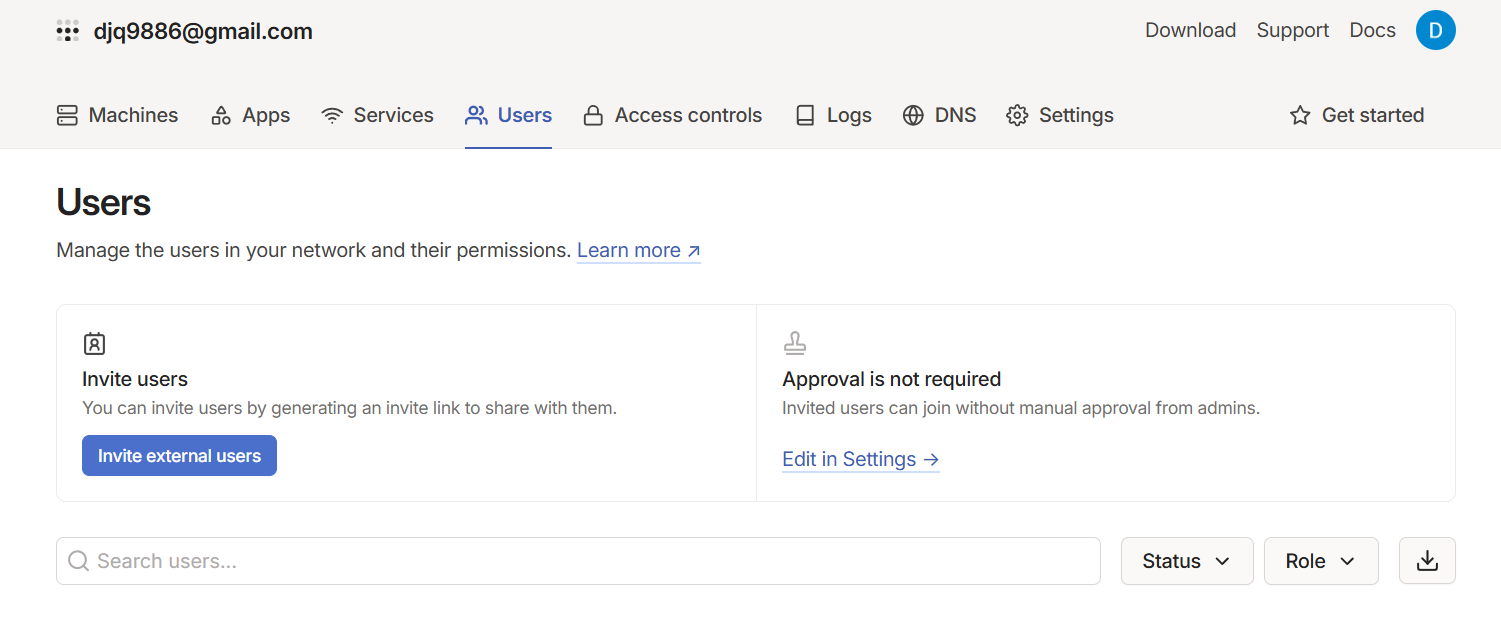 djq9886@gmail.com
Download Support Docs D
Machines Apps Services Users Access controls Logs DNS Settings Get started
Users
Manage the users in your network and their permissions. Learn more ↗
Invite users
You can invite users by generating an invite link to share with them.
Invite external users
Approval is not required
Invited users can join without manual approval from admins.
Edit in Settings →
Search users...
Status Role